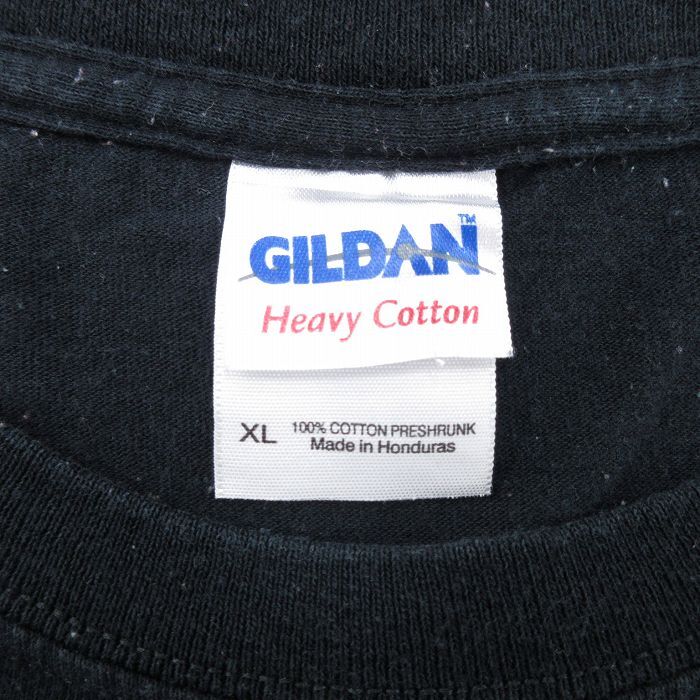 GILDAN™
Heavy Cotton
XL 100% COTTON PRESHRUNK
Made in Honduras